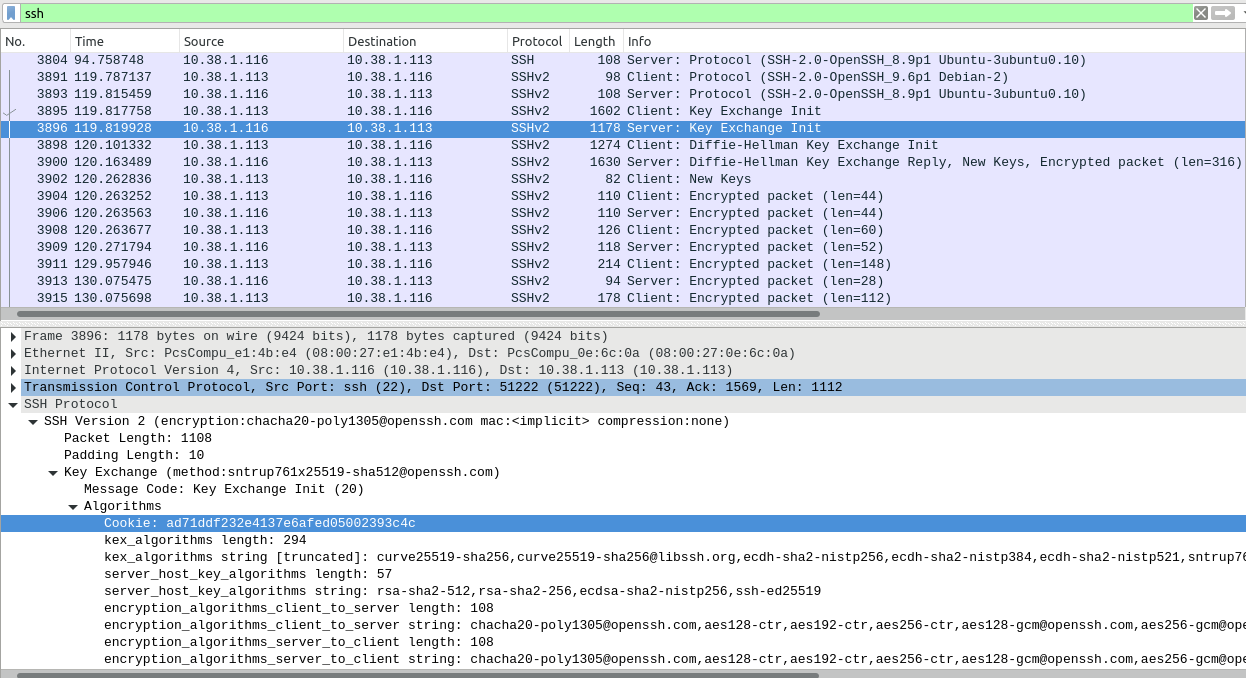 ssh
No. Time Source Destination Protocol Length Info
3804 94.758748 10.38.1.116 10.38.1.113 SSH 108 Server: Protocol (SSH-2.0-OpenSSH_8.9p1 Ubuntu-3ubuntu0.10)
3891 119.787137 10.38.1.113 10.38.1.116 SSHv2 98 Client: Protocol (SSH-2.0-OpenSSH_9.6p1 Debian-2)
3893 119.815459 10.38.1.116 10.38.1.113 SSHv2 108 Server: Protocol (SSH-2.0-OpenSSH_8.9p1 Ubuntu-3ubuntu0.10)
3895 119.817758 10.38.1.113 10.38.1.116 SSHv2 1602 Client: Key Exchange Init
3896 119.819928 10.38.1.116 10.38.1.113 SSHv2 1178 Server: Key Exchange Init
3898 120.101332 10.38.1.113 10.38.1.116 SSHv2 1274 Client: Diffie-Hellman Key Exchange Init
3900 120.163489 10.38.1.116 10.38.1.113 SSHv2 1630 Server: Diffie-Hellman Key Exchange Reply, New Keys, Encrypted packet (len=316)
3902 120.262836 10.38.1.113 10.38.1.116 SSHv2 82 Client: New Keys
3904 120.263252 10.38.1.113 10.38.1.116 SSHv2 110 Client: Encrypted packet (len=44)
3906 120.263563 10.38.1.116 10.38.1.113 SSHv2 110 Server: Encrypted packet (len=44)
3908 120.263677 10.38.1.113 10.38.1.116 SSHv2 126 Client: Encrypted packet (len=60)
3909 120.271794 10.38.1.116 10.38.1.113 SSHv2 118 Server: Encrypted packet (len=52)
3911 129.957946 10.38.1.113 10.38.1.116 SSHv2 214 Client: Encrypted packet (len=148)
3913 130.075475 10.38.1.116 10.38.1.113 SSHv2 94 Server: Encrypted packet (len=28)
3915 130.075698 10.38.1.113 10.38.1.116 SSHv2 178 Client: Encrypted packet (len=112)
Frame 3896: 1178 bytes on wire (9424 bits), 1178 bytes captured (9424 bits)
Ethernet II, Src: PcsCompu_e1:4b:e4 (08:00:27:e1:4b:e4), Dst: PcsCompu_0e:6c:0a (08:00:27:0e:6c:0a)
Internet Protocol Version 4, Src: 10.38.1.116 (10.38.1.116), Dst: 10.38.1.113 (10.38.1.113)
Transmission Control Protocol, Src Port: ssh (22), Dst Port: 51222 (51222), Seq: 43, Ack: 1569, Len: 1112
SSH Protocol
SSH Version 2 (encryption:chacha20-poly1305@openssh.com mac:<implicit> compression:none)
Packet Length: 1108
Padding Length: 10
Key Exchange (method:sntrup761x25519-sha512@openssh.com)
Message Code: Key Exchange Init (20)
Algorithms
Cookie: ad71ddf232e4137e6afed05002393c4c
kex_algorithms length: 294
kex_algorithms string [truncated]: curve25519-sha256,curve25519-sha256@libssh.org,ecdh-sha2-nistp256,ecdh-sha2-nistp384,ecdh-sha2-nistp521,sntrup76
server_host_key_algorithms length: 57
server_host_key_algorithms string: rsa-sha2-512,rsa-sha2-256,ecdsa-sha2-nistp256,ssh-ed25519
encryption_algorithms_client_to_server length: 108
encryption_algorithms_client_to_server string: chacha20-poly1305@openssh.com,aes128-ctr,aes192-ctr,aes256-ctr,aes128-gcm@openssh.com,aes256-gcm@ope
encryption_algorithms_server_to_client length: 108
encryption_algorithms_server_to_client string: chacha20-poly1305@openssh.com,aes128-ctr,aes192-ctr,aes256-ctr,aes128-gcm@openssh.com,aes256-gcm@ope